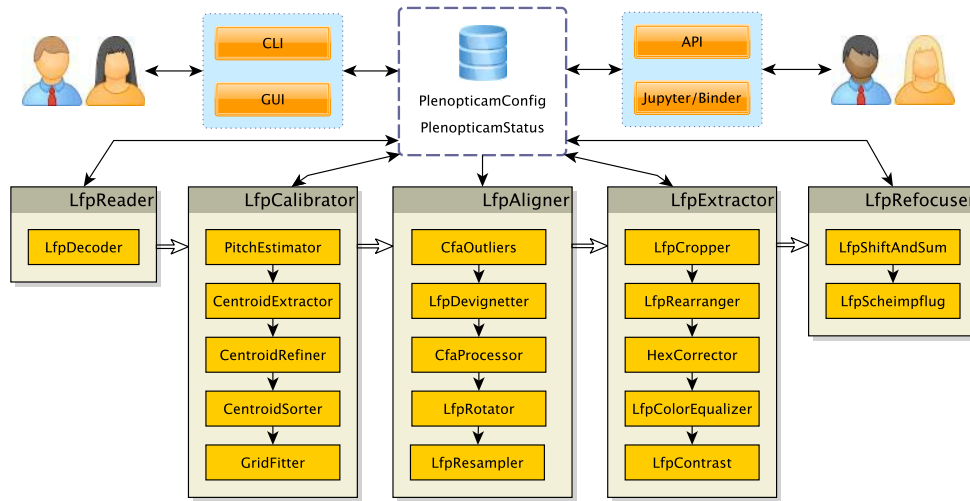 CLI
GUI
PlenopticamConfig
PlenopticamStatus
API
Jupyter/Binder
LfpReader
LfpDecoder
LfpCalibrator
PitchEstimator
CentroidExtractor
CentroidRefiner
CentroidSorter
GridFitter
LfpAligner
CfaOutliers
LfpDevignetter
CfaProcessor
LfpRotator
LfpResampler
LfpExtractor
LfpCropper
LfpRearranger
HexCorrector
LfpColorEqualizer
LfpContrast
LfpRefocuser
LfpShiftAndSum
LfpScheimpflug